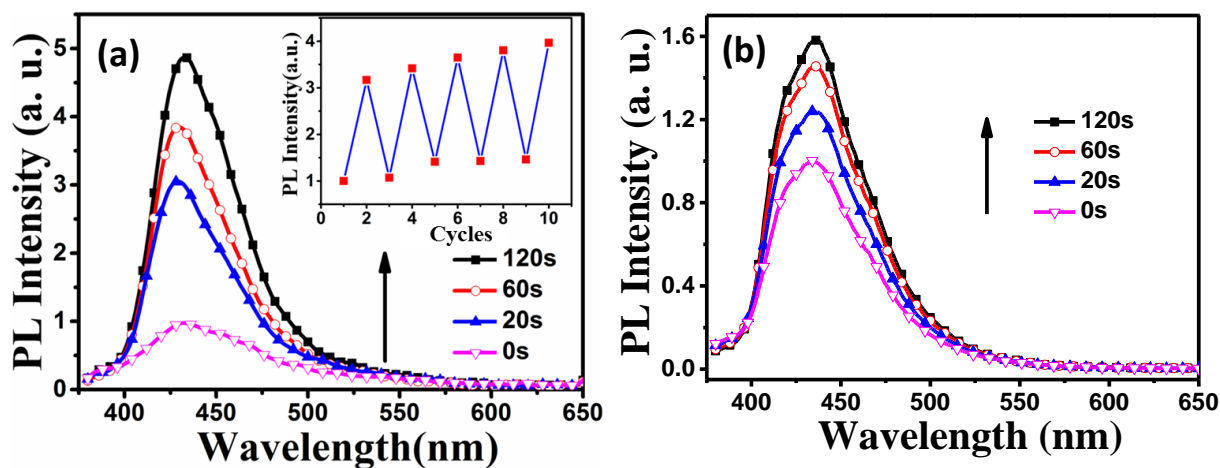 (a)
PL Intensity (a. u.)
5
4
3
2
1
0
400
450
500
550
600
650
Wavelength(nm)
PL Intensity(a.u.)
4
3
2
1
0
2
4
6
8
10
Cycles
120s
60s
20s
0s
(b)
PL Intensity (a. u.)
1.6
1.2
0.8
0.4
0.0
400
450
500
550
600
650
Wavelength (nm)
120s
60s
20s
0s